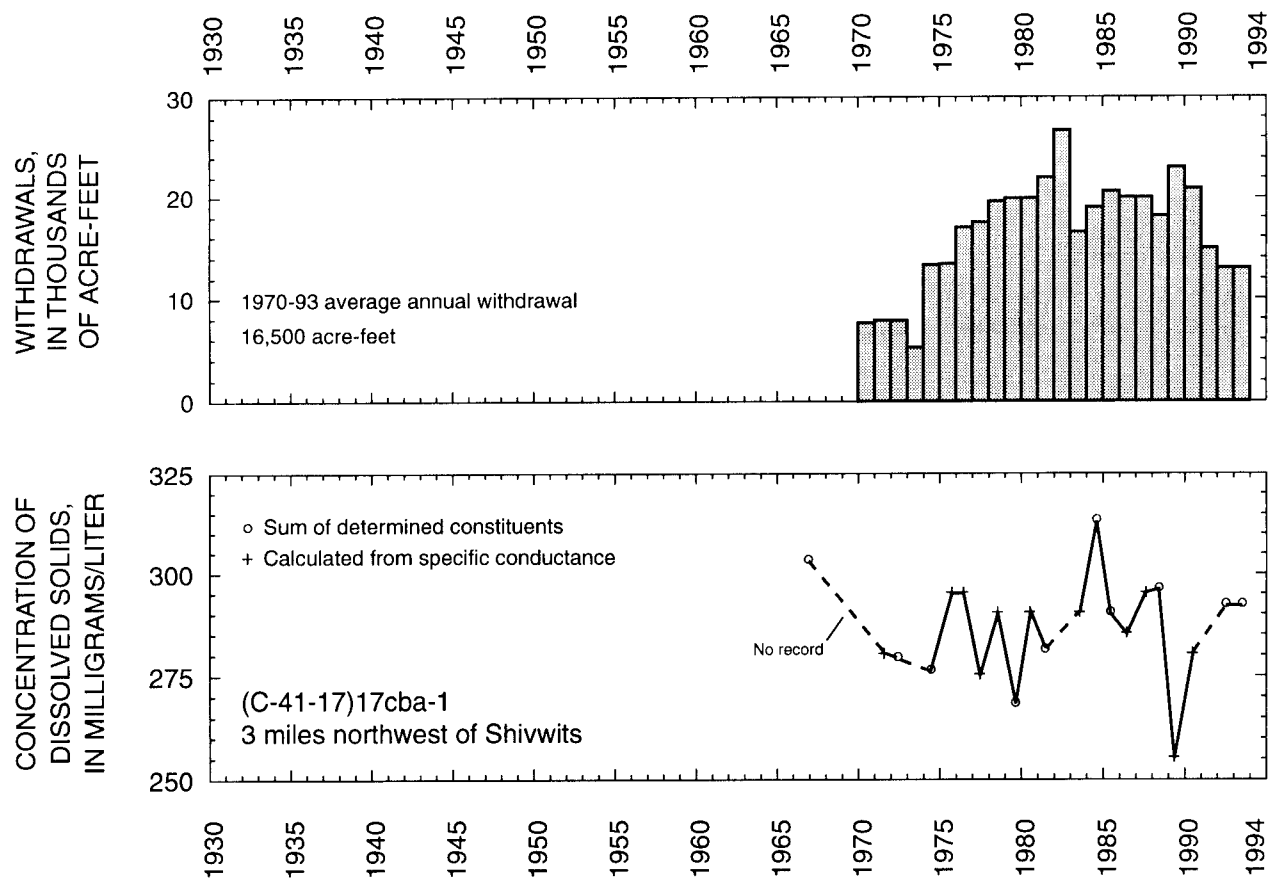 1930 1935 1940 1945 1950 1955 1960 1965 1970 1975 1980 1985 1990 1994
WITHDRAWALS,
IN THOUSANDS
OF ACRE-FEET
30
20
10
0
1970-93 average annual withdrawal
16,500 acre-feet
CONCENTRATION OF
DISSOLVED SOLIDS,
IN MILLIGRAMS/LITER
325
300
275
250
o Sum of determined constituents
+ Calculated from specific conductance
No record
(C-41-17)17cba-1
3 miles northwest of Shivwits
1930 1935 1940 1945 1950 1955 1960 1965 1970 1975 1980 1985 1990 1994